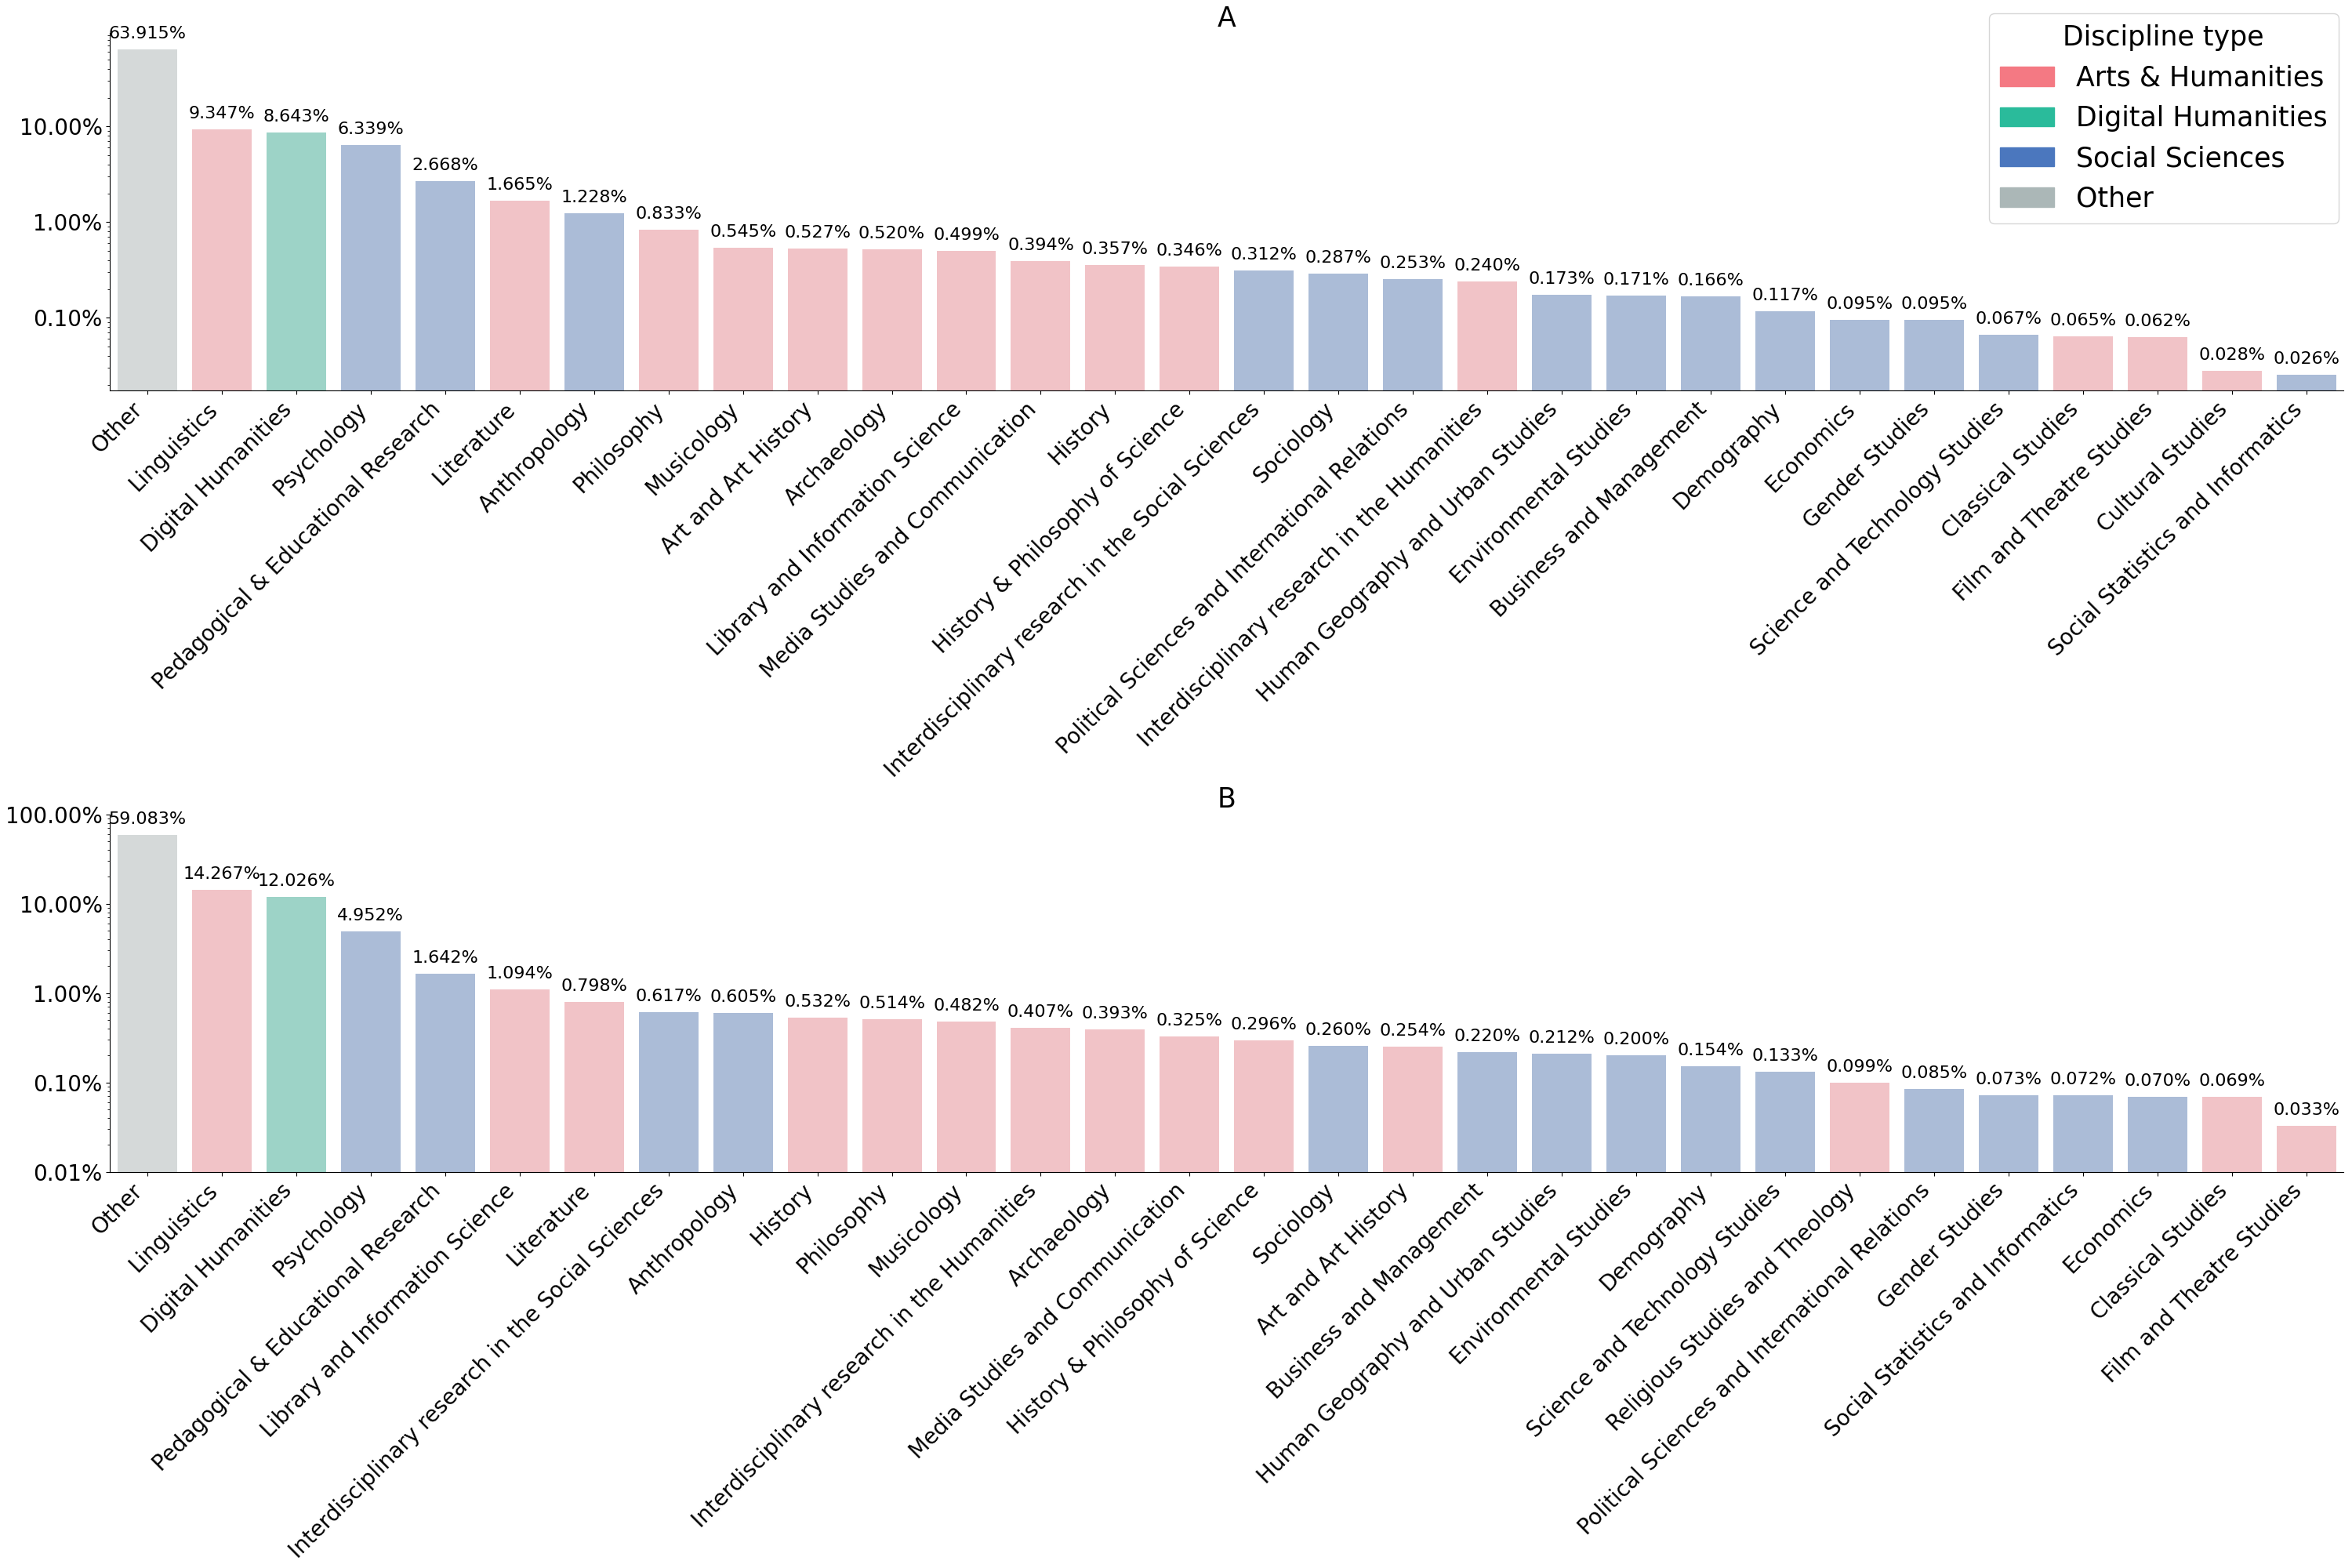 A
Discipline type
Arts & Humanities
Digital Humanities
Social Sciences
Other
10.00%
1.00%
0.10%
63.915%
9.347%
8.643%
6.339%
2.668%
1.665%
1.228%
0.833%
0.545%
0.527%
0.520%
0.499%
0.394%
0.357%
0.346%
0.312%
0.287%
0.253%
0.240%
0.173%
0.171%
0.166%
0.117%
0.095%
0.095%
0.067%
0.065%
0.062%
0.028%
0.026%
Other
Linguistics
Digital Humanities
Psychology
Pedagogical & Educational Research
Literature
Anthropology
Philosophy
Musicology
Art and Art History
Archaeology
Library and Information Science
Media Studies and Communication
History
History & Philosophy of Science
Interdisciplinary research in the Social Sciences
Sociology
Political Sciences and International Relations
Interdisciplinary research in the Humanities
Human Geography and Urban Studies
Environmental Studies
Business and Management
Demography
Economics
Gender Studies
Science and Technology Studies
Classical Studies
Film and Theatre Studies
Cultural Studies
Social Statistics and Informatics
B
100.00%
10.00%
1.00%
0.10%
0.01%
59.083%
14.267%
12.026%
4.952%
1.642%
1.094%
0.798%
0.617%
0.605%
0.532%
0.514%
0.482%
0.407%
0.393%
0.325%
0.296%
0.260%
0.254%
0.220%
0.212%
0.200%
0.154%
0.133%
0.099%
0.085%
0.073%
0.072%
0.070%
0.069%
0.033%
Other
Linguistics
Digital Humanities
Psychology
Pedagogical & Educational Research
Library and Information Science
Literature
Interdisciplinary research in the Social Sciences
Anthropology
History
Philosophy
Musicology
Interdisciplinary research in the Humanities
Archaeology
Media Studies and Communication
History & Philosophy of Science
Sociology
Art and Art History
Business and Management
Human Geography and Urban Studies
Environmental Studies
Demography
Science and Technology Studies
Religious Studies and Theology
Political Sciences and International Relations
Gender Studies
Social Statistics and Informatics
Economics
Classical Studies
Film and Theatre Studies